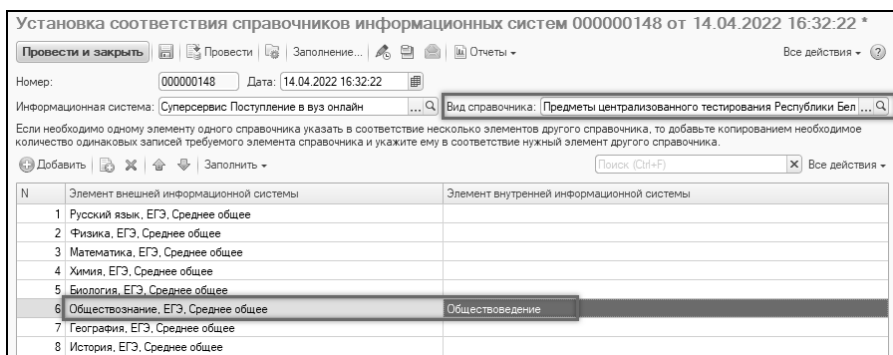 Установка соответствия справочников информационных систем 000000148 от 14.04.2022 16:32:22 *
Провести и закрыть Провести Заполнение... Отчеты Все действия (?)
Номер: 000000148 Дата: 14.04.2022 16:32:22
Информационная система: Суперсервис Поступление в вуз онлайн ... Вид справочника: Предметы централизованного тестирования Республики Бел ...
Если необходимо одному элементу одного справочника указать в соответствие несколько элементов другого справочника, то добавьте копированием необходимое
количество одинаковых записей требуемого элемента справочника и укажите ему в соответствие нужный элемент другого справочника.
Добавить Заполнить Поиск (Ctrl+F) Все действия
N Элемент внешней информационной системы Элемент внутренней информационной системы
1 Русский язык, ЕГЭ, Среднее общее
2 Физика, ЕГЭ, Среднее общее
3 Математика, ЕГЭ, Среднее общее
4 Химия, ЕГЭ, Среднее общее
5 Биология, ЕГЭ, Среднее общее
6 Обществознание, ЕГЭ, Среднее общее Обществоведение
7 География, ЕГЭ, Среднее общее
8 История, ЕГЭ, Среднее общее